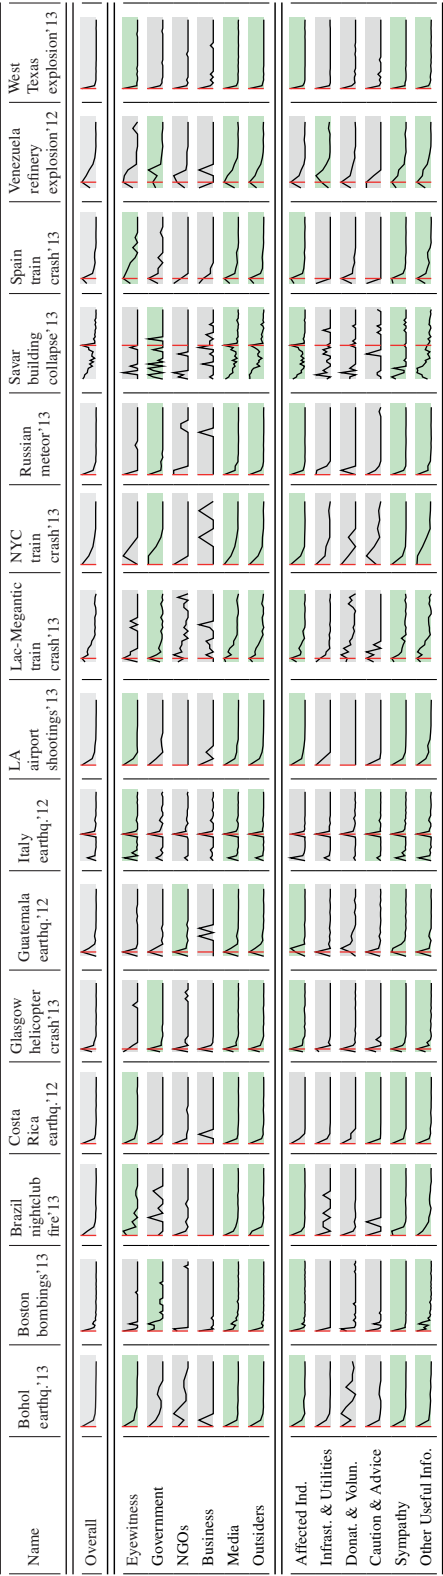 Name
Bohol
earthq.'13
Boston
bombings'13
Brazil
nightclub
fire'13
Costa
Rica
earthq.'12
Glasgow
helicopter
crash'13
Guatemala
earthq.'12
Italy
earthq.'12
LA
airport
shootings'13
Lac-Megantic
train
crash'13
NYC
train
crash'13
Russian
meteor'13
Savar
building
collapse'13
Spain
train
crash'13
Venezuela
refinery
explosion'12
West
Texas
explosion'13
Overall
Eyewitness
Government
NGOs
Business
Media
Outsiders
Affected Ind.
Infrast. & Utilities
Donat. & Volun.
Caution & Advice
Sympathy
Other Useful Info.